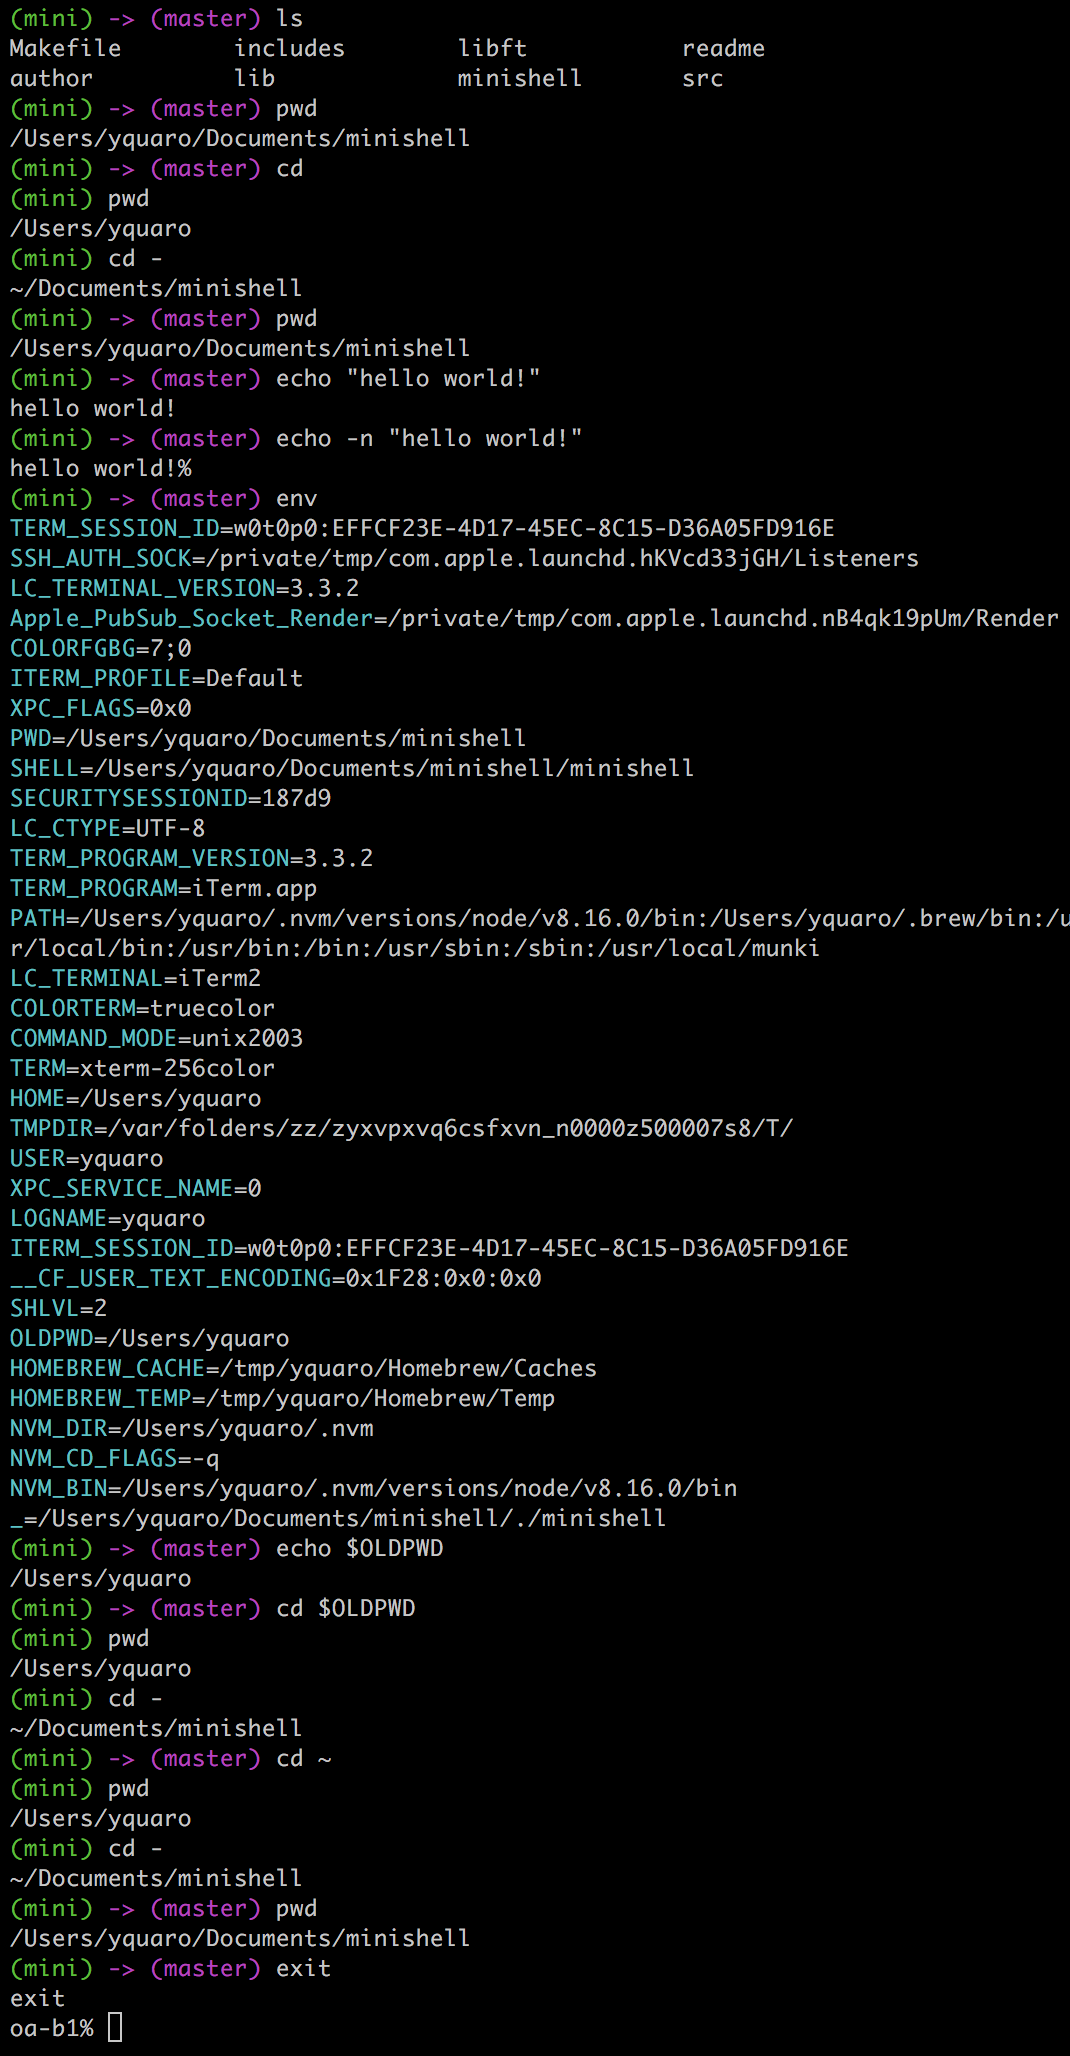 (mini) -> (master) ls
Makefile        includes        libft           readme
author          lib             minishell       src
(mini) -> (master) pwd
/Users/yquaro/Documents/minishell
(mini) -> (master) cd
(mini) pwd
/Users/yquaro
(mini) cd -
~/Documents/minishell
(mini) -> (master) pwd
/Users/yquaro/Documents/minishell
(mini) -> (master) echo "hello world!"
hello world!
(mini) -> (master) echo -n "hello world!"
hello world!%
(mini) -> (master) env
TERM_SESSION_ID=w0t0p0:EFFCF23E-4D17-45EC-8C15-D36A05FD916E
SSH_AUTH_SOCK=/private/tmp/com.apple.launchd.hKVcd33jGH/Listeners
LC_TERMINAL_VERSION=3.3.2
Apple_PubSub_Socket_Render=/private/tmp/com.apple.launchd.nB4qk19pUm/Render
COLORFGBG=7;0
ITERM_PROFILE=Default
XPC_FLAGS=0x0
PWD=/Users/yquaro/Documents/minishell
SHELL=/Users/yquaro/Documents/minishell/minishell
SECURITYSESSIONID=187d9
LC_CTYPE=UTF-8
TERM_PROGRAM_VERSION=3.3.2
TERM_PROGRAM=iTerm.app
PATH=/Users/yquaro/.nvm/versions/node/v8.16.0/bin:/Users/yquaro/.brew/bin:/u
r/local/bin:/usr/bin:/bin:/usr/sbin:/sbin:/usr/local/munki
LC_TERMINAL=iTerm2
COLORTERM=truecolor
COMMAND_MODE=unix2003
TERM=xterm-256color
HOME=/Users/yquaro
TMPDIR=/var/folders/zz/zyxvpxvq6csfxvn_n0000z500007s8/T/
USER=yquaro
XPC_SERVICE_NAME=0
LOGNAME=yquaro
ITERM_SESSION_ID=w0t0p0:EFFCF23E-4D17-45EC-8C15-D36A05FD916E
__CF_USER_TEXT_ENCODING=0x1F28:0x0:0x0
SHLVL=2
OLDPWD=/Users/yquaro
HOMEBREW_CACHE=/tmp/yquaro/Homebrew/Caches
HOMEBREW_TEMP=/tmp/yquaro/Homebrew/Temp
NVM_DIR=/Users/yquaro/.nvm
NVM_CD_FLAGS=-q
NVM_BIN=/Users/yquaro/.nvm/versions/node/v8.16.0/bin
_=/Users/yquaro/Documents/minishell/./minishell
(mini) -> (master) echo $OLDPWD
/Users/yquaro
(mini) -> (master) cd $OLDPWD
(mini) pwd
/Users/yquaro
(mini) cd -
~/Documents/minishell
(mini) -> (master) cd ~
(mini) pwd
/Users/yquaro
(mini) cd -
~/Documents/minishell
(mini) -> (master) pwd
/Users/yquaro/Documents/minishell
(mini) -> (master) exit
exit
oa-b1%